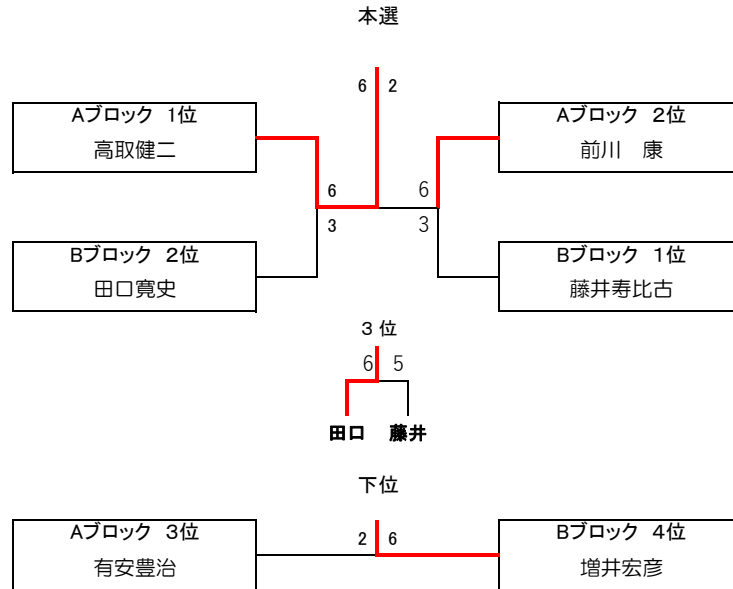 本選
6 2
Aブロック 1位
高取健二
Aブロック 2位
前川 康
6
3
6
3
Bブロック 2位
田口寛史
Bブロック 1位
藤井寿比古
3 位
6 5
田口 藤井
下位
Aブロック 3位
有安豊治
2 6
Bブロック 4位
増井宏彦